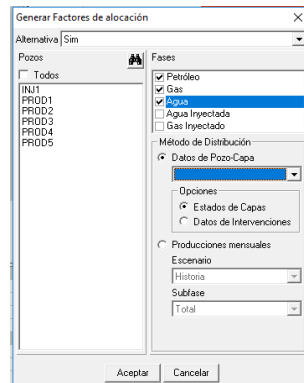 Generar Factores de alocación
Alternativa Sim
Pozos
Todos
INJ1
PROD1
PROD2
PROD3
PROD4
PROD5
Fases
Petróleo
Gas
Agua
Agua Inyectada
Gas Inyectado
Método de Distribución
Datos de Pozo-Capa
Opciones
Estados de Capas
Datos de Intervenciones
Producciones mensuales
Escenario
Historia
Subfase
Total
Aceptar Cancelar